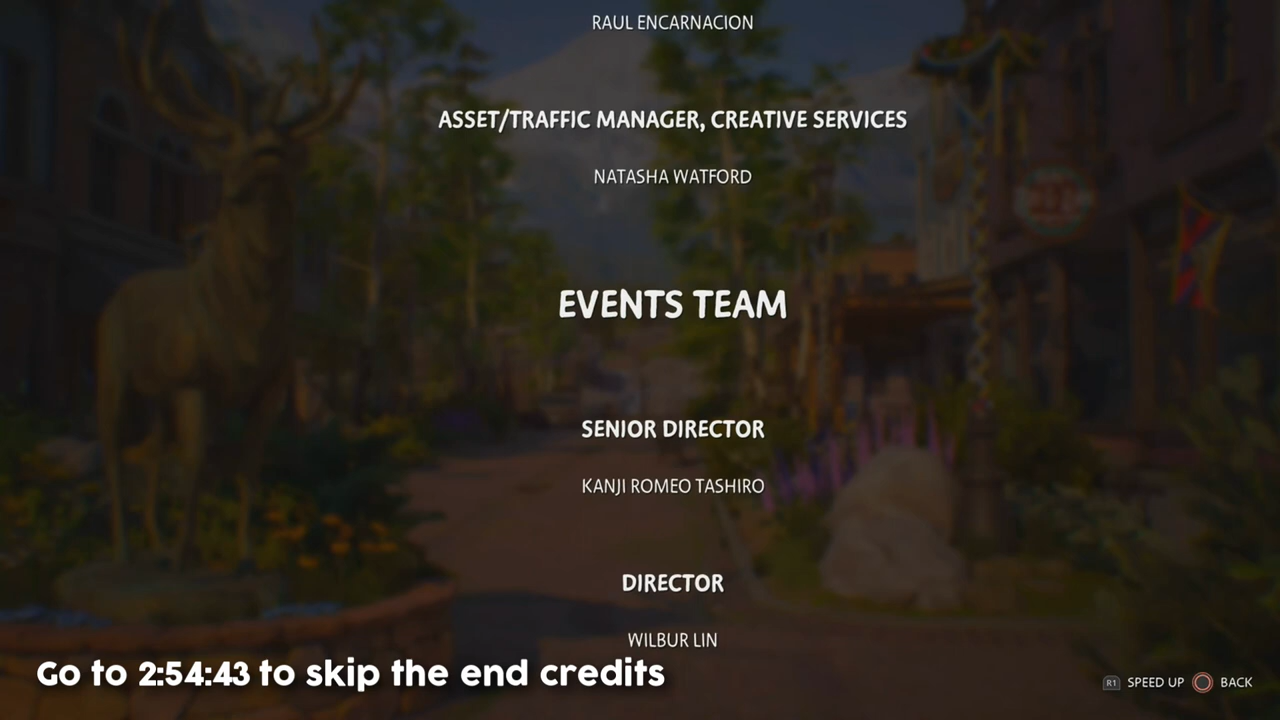 RAUL ENCARNACION
ASSET/TRAFFIC MANAGER, CREATIVE SERVICES
NATASHA WATFORD
EVENTS TEAM
SENIOR DIRECTOR
KANJI ROMEO TASHIRO
DIRECTOR
WILBUR LIN
Go to 2:54:43 to skip the end credits
R1 SPEED UP BACK